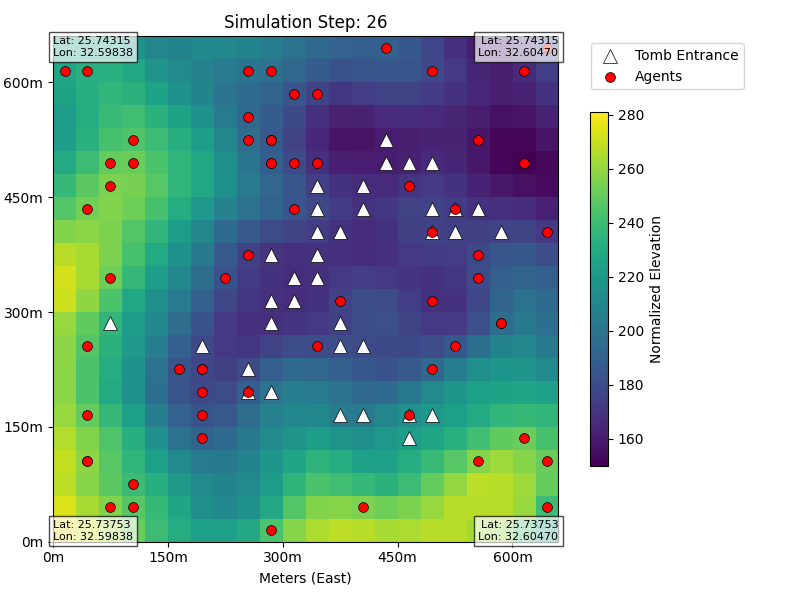 Simulation Step: 26
Lat: 25.74315
Lon: 32.59838
Lat: 25.74315
Lon: 32.60470
Tomb Entrance
Agents
600m
450m
300m
150m
0m
Lat: 25.73753
Lon: 32.59838
Lat: 25.73753
Lon: 32.60470
0m
150m
300m
450m
600m
Meters (East)
280
260
240
220
200
180
160
Normalized Elevation